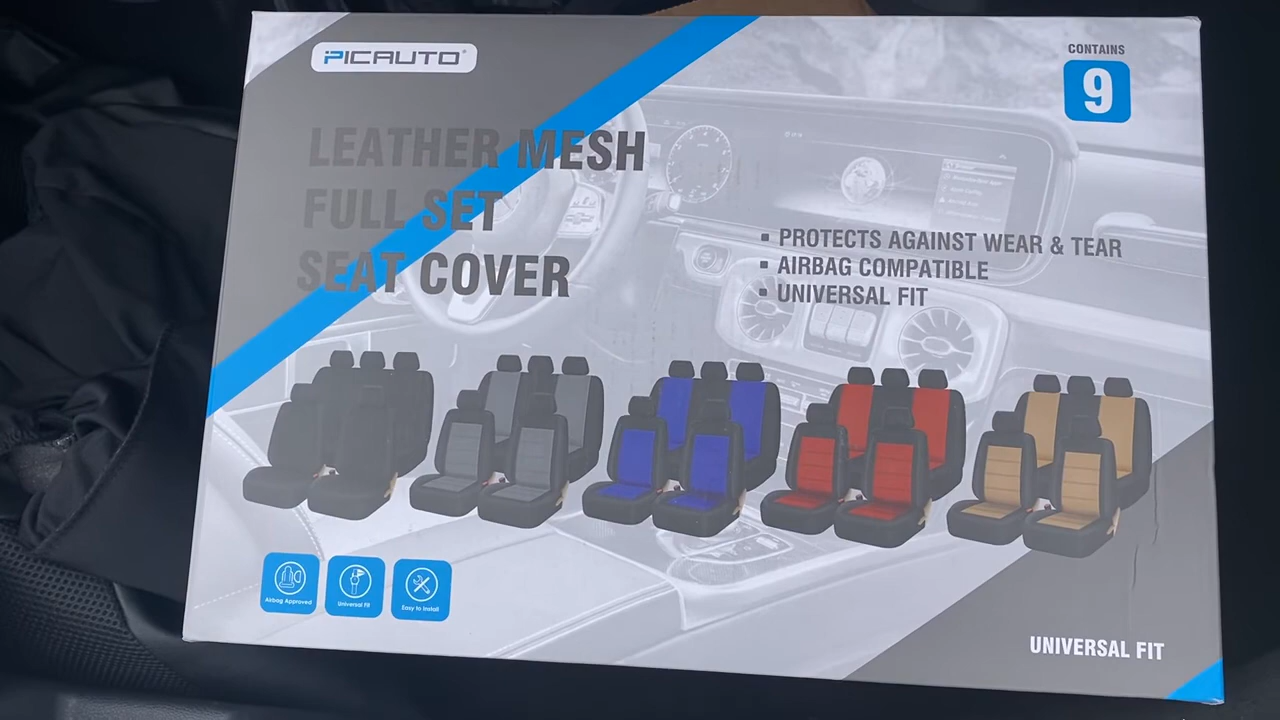 PICAUTO®
CONTAINS
9
LEATHER MESH
FULL SET
SEAT COVER
▪ PROTECTS AGAINST WEAR & TEAR
▪ AIRBAG COMPATIBLE
▪ UNIVERSAL FIT
Airbag Approved
Universal Fit
Easy to Install
UNIVERSAL FIT